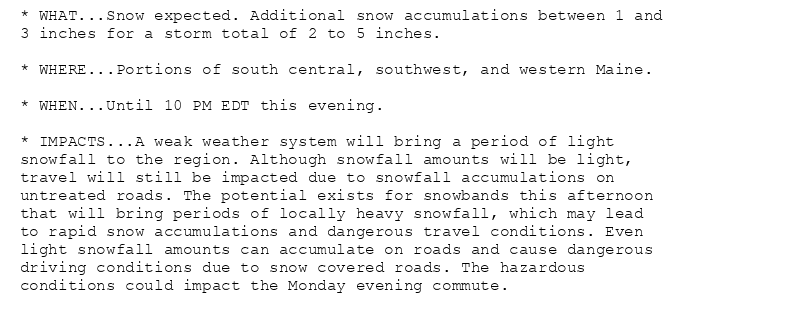 * WHAT...Snow expected. Additional snow accumulations between 1 and
3 inches for a storm total of 2 to 5 inches.
* WHERE...Portions of south central, southwest, and western Maine.
* WHEN...Until 10 PM EDT this evening.
* IMPACTS...A weak weather system will bring a period of light
snowfall to the region. Although snowfall amounts will be light,
travel will still be impacted due to snowfall accumulations on
untreated roads. The potential exists for snowbands this afternoon
that will bring periods of locally heavy snowfall, which may lead
to rapid snow accumulations and dangerous travel conditions. Even
light snowfall amounts can accumulate on roads and cause dangerous
driving conditions due to snow covered roads. The hazardous
conditions could impact the Monday evening commute.